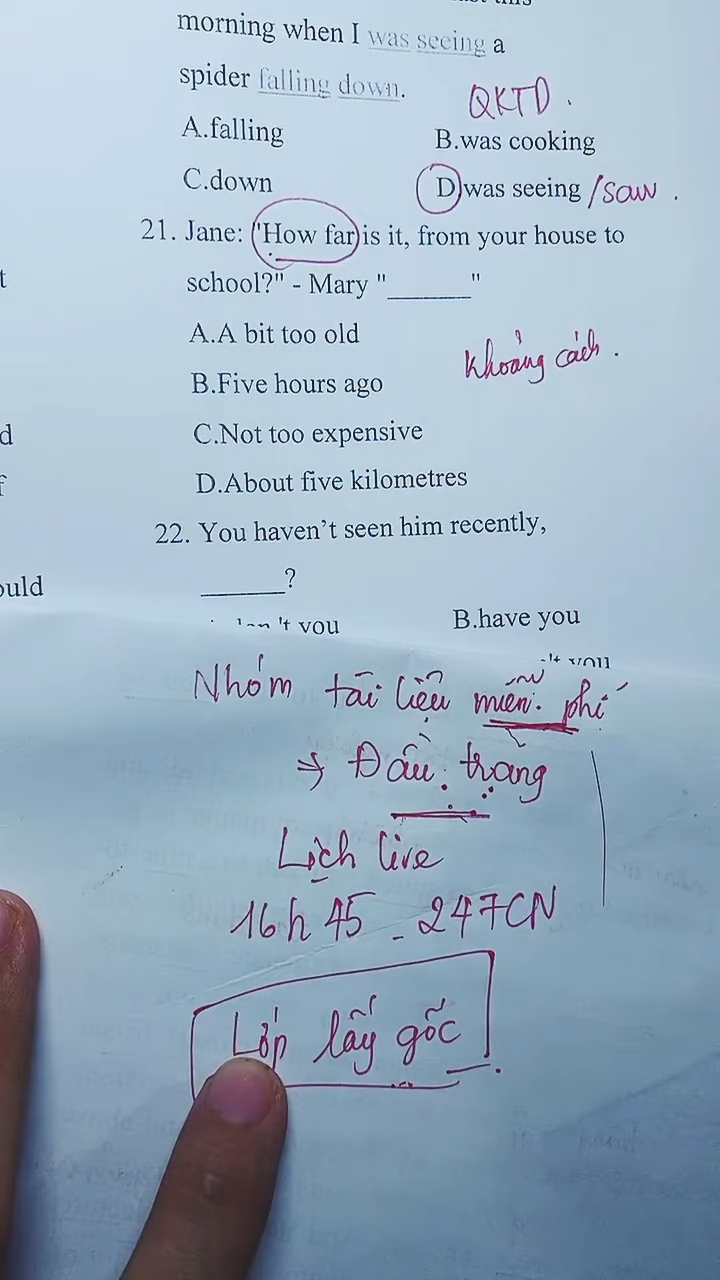 morning when I was seeing a
spider falling down.
QKTD.
A.falling B.was cooking
C.down D was seeing /saw.
21. Jane: "How far is it, from your house to
t
school?" - Mary "______"
A.A bit too old
Khoảng cách.
B.Five hours ago
d
C.Not too expensive
D.About five kilometres
22. You haven't seen him recently,
ould
______?
't you B.have you
't you
Nhóm tài liệu miễn phí
⇒ Đầu trang
Lịch live
16h45 - 247CN
Lớp lấy gốc